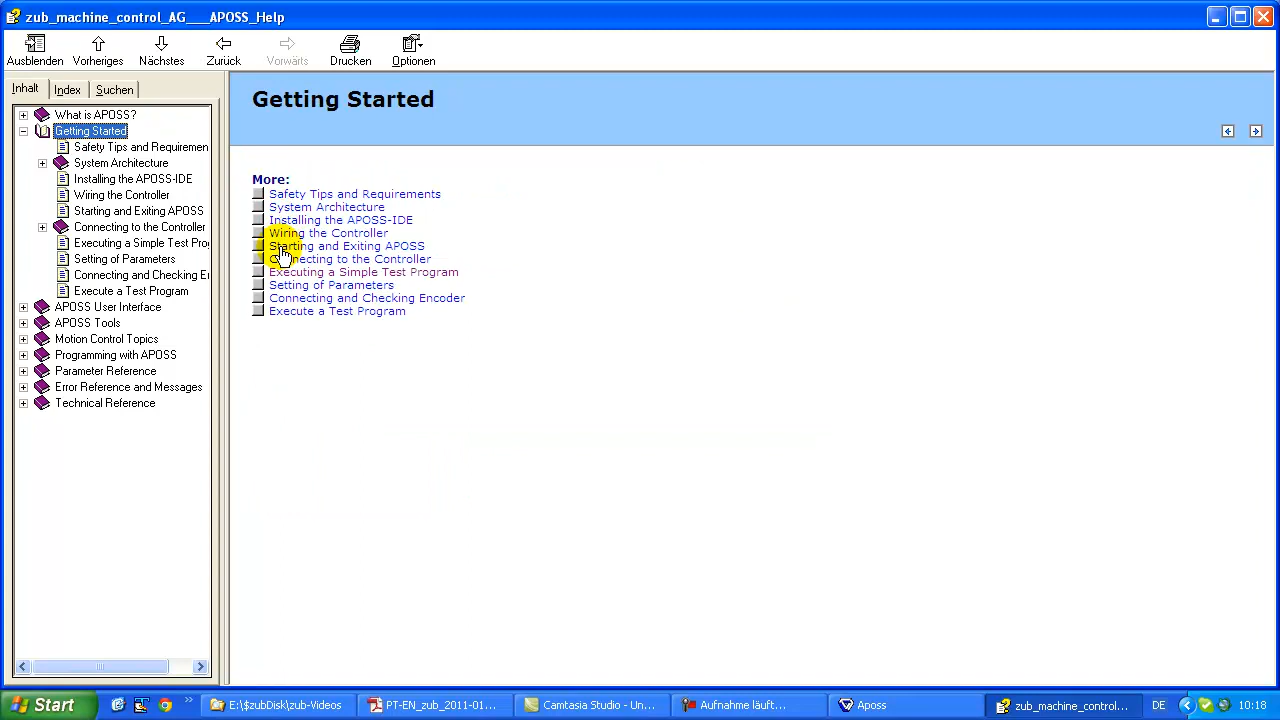 zub_machine_control_AG___APOSS_Help
Ausblenden Vorheriges Nächstes Zurück Vorwärts Drucken Optionen
Inhalt Index Suchen
What is APOSS?
Getting Started
Safety Tips and Requiremen
System Architecture
Installing the APOSS-IDE
Wiring the Controller
Starting and Exiting APOSS
Connecting to the Controller
Executing a Simple Test Pro
Setting of Parameters
Connecting and Checking E
Execute a Test Program
APOSS User Interface
APOSS Tools
Motion Control Topics
Programming with APOSS
Parameter Reference
Error Reference and Messages
Technical Reference
Getting Started
More:
Safety Tips and Requirements
System Architecture
Installing the APOSS-IDE
Wiring the Controller
Starting and Exiting APOSS
Connecting to the Controller
Executing a Simple Test Program
Setting of Parameters
Connecting and Checking Encoder
Execute a Test Program
Start E:\$zubDisk\zub-Videos PT-EN_zub_2011-01... Camtasia Studio - Un... Aufnahme läuft... Aposs zub_machine_control... DE 10:18